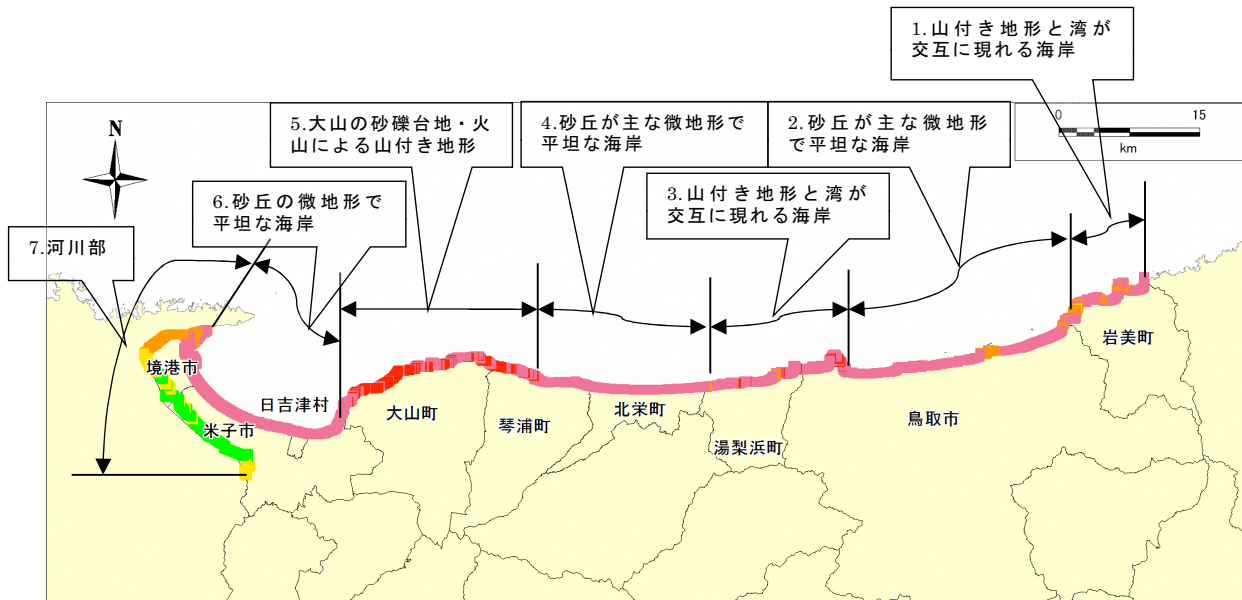 1.山付き地形と湾が
交互に現れる海岸
5.大山の砂礫台地・火
山による山付き地形
4.砂丘が主な微地形で
平坦な海岸
2.砂丘が主な微地形
で平坦な海岸
0 15
km
N
3.山付き地形と湾が
交互に現れる海岸
6.砂丘の微地形で
平坦な海岸
7.河川部
境港市
日吉津村
米子市
大山町
琴浦町
北栄町
湯梨浜町
鳥取市
岩美町